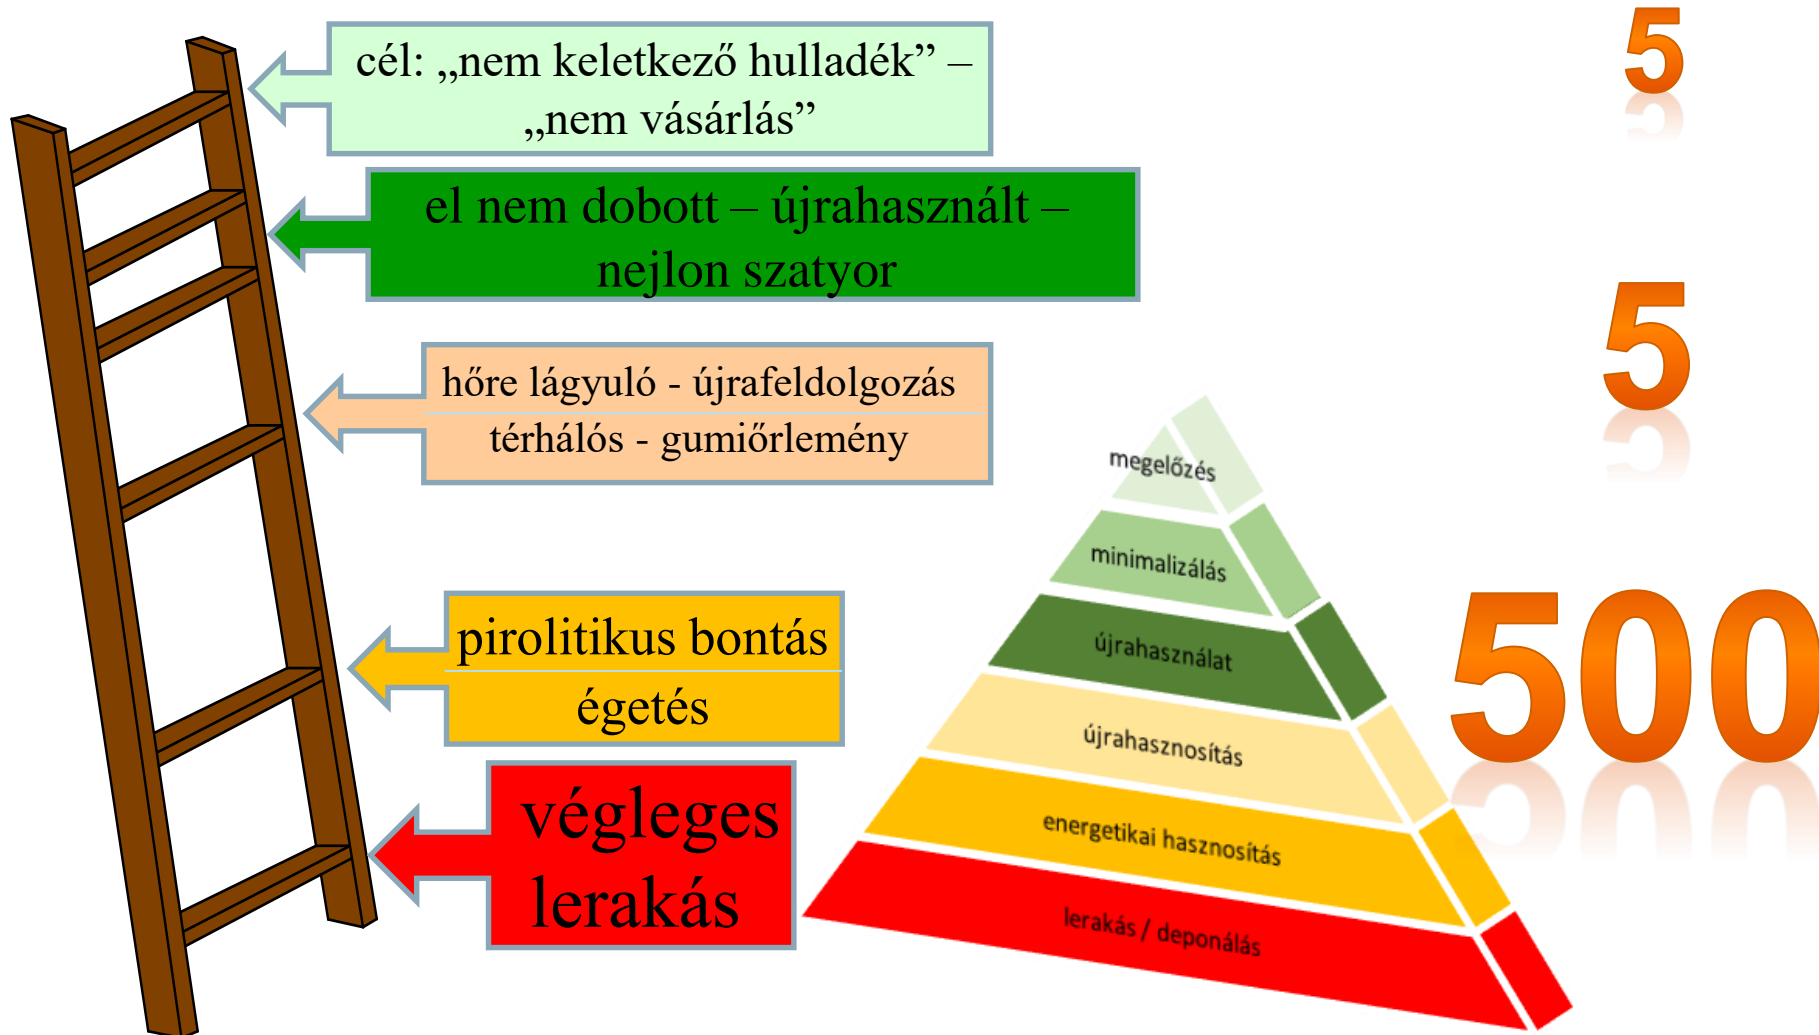 cél: „nem keletkező hulladék” –
„nem vásárlás”
el nem dobott – újrahasznált –
nejlon szatyor
hőre lágyuló - újrafeldolgozás
térhálós - gumiőrlemény
pirolitikus bontás
égetés
végleges
lerakás
megelőzés
minimalizálás
újrahasználat
újrahasznosítás
energetikai hasznosítás
lerakás / deponálás
5
5
500